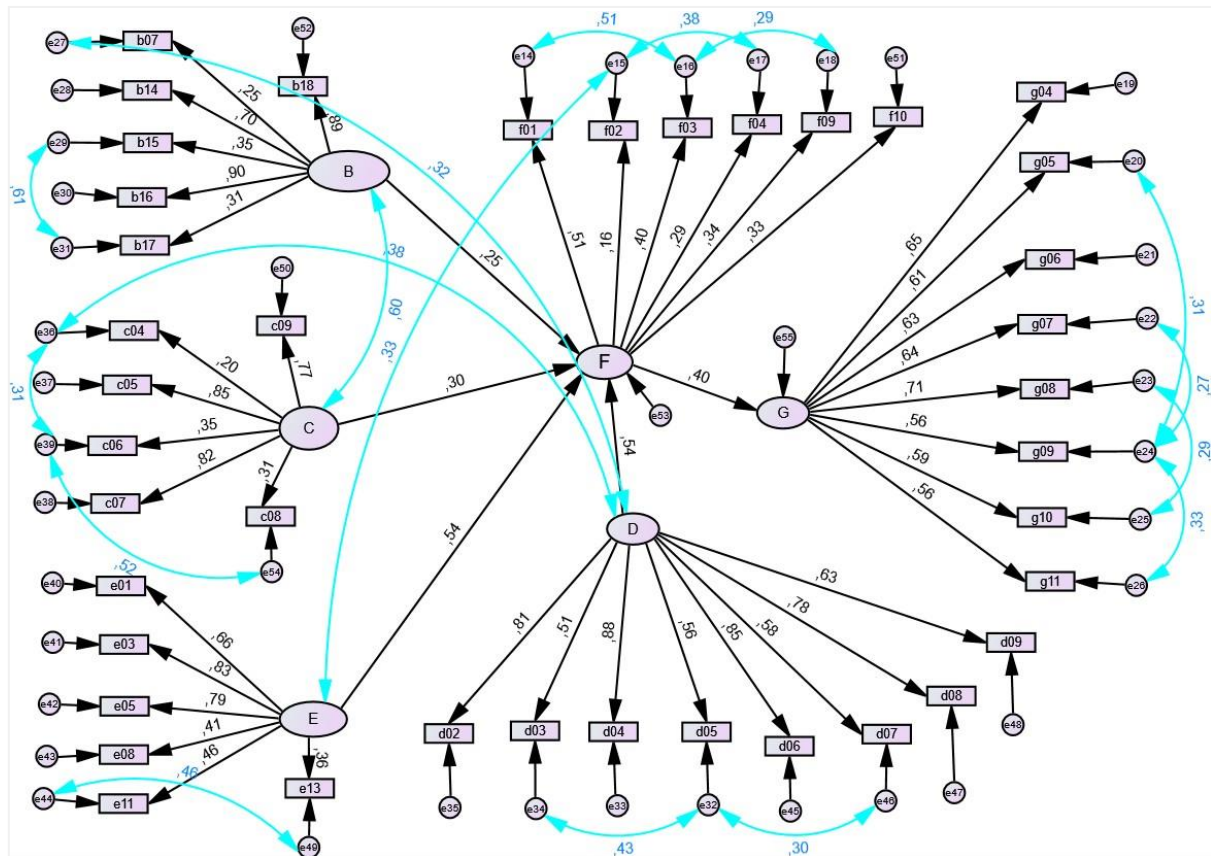 e27
b07
e28
b14
e29
b15
e30
b16
e31
b17
e52
b18
B
,25
,70
,35
,90
,31
,89
,61
e50
c09
e36
c04
e37
c05
e39
c06
e38
c07
c08
e54
C
,20
,85
,35
,82
,31
,77
,31
,52
e40
e01
e41
e03
e42
e05
e43
e08
e44
e11
e13
e49
E
,66
,83
,79
,41
,46
,36
,46
,25
,30
,54
,54
,38
,60
,33
,32
,51
,38
,29
e14
e15
e16
e17
e18
e51
f01
f02
f03
f04
f09
f10
,51
,16
,40
,29
,34
,33
F
e53
,40
e55
G
g04
e19
g05
e20
g06
e21
g07
e22
g08
e23
g09
e24
g10
e25
g11
e26
,65
,61
,63
,64
,71
,56
,59
,56
,31
,27
,29
,33
D
,81
,51
,88
,56
,85
,58
,78
,63
d02
d03
d04
d05
d06
d07
d08
d09
e35
e34
e33
e32
e45
e46
e47
e48
,43
,30